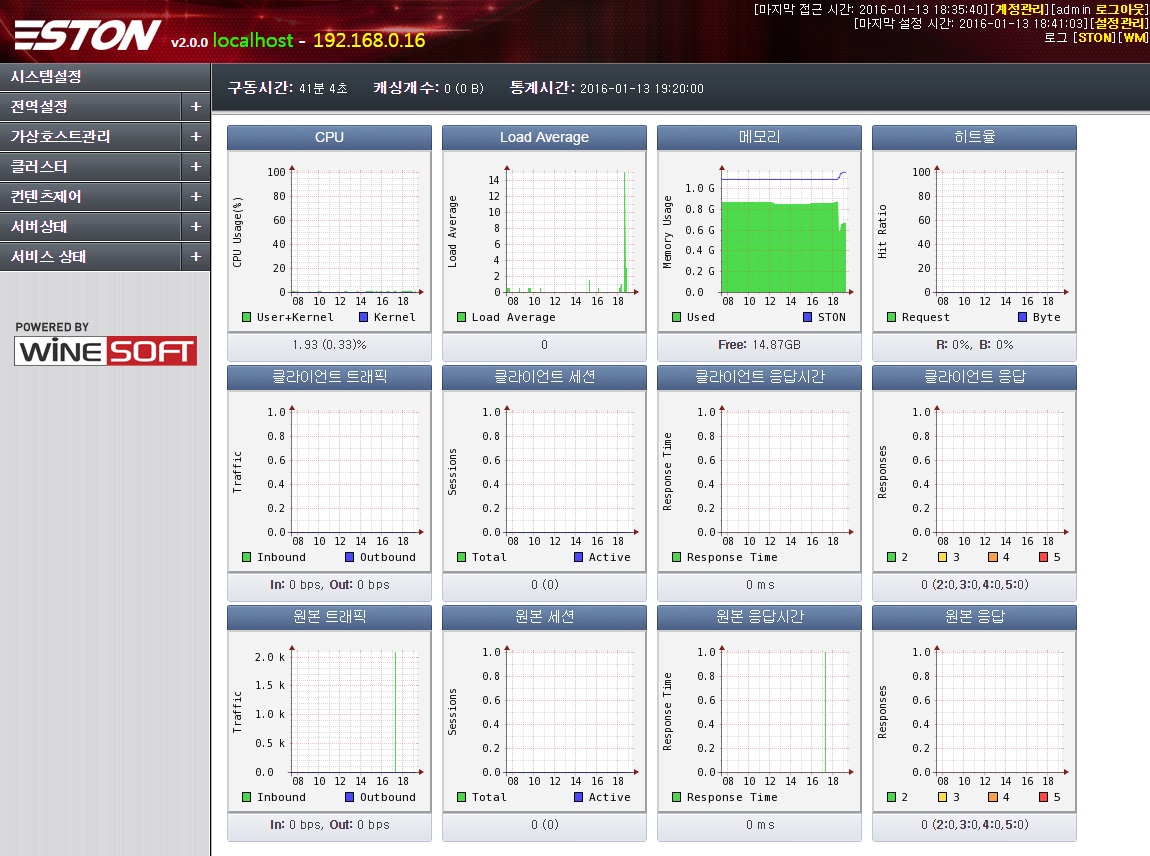 [마지막 접근 시간: 2016-01-13 18:35:40][계정관리][admin 로그아웃]
[마지막 설정 시간: 2016-01-13 18:41:03][설정관리]
로그 [STON][WM]
STON v2.0.0 localhost - 192.168.0.16
시스템설정
전역설정 +
가상호스트관리 +
클러스터 +
컨텐츠제어 +
서버상태 +
서비스 상태 +
POWERED BY
WiNESOFT
구동시간: 41분 4초 캐싱개수: 0 (0 B) 통계시간: 2016-01-13 19:20:00
CPU
CPU Usage(%)
100
80
60
40
20
0
08 10 12 14 16 18
User+Kernel Kernel
1.93 (0.33)%
Load Average
Load Average
14
12
10
8
6
4
2
0
08 10 12 14 16 18
Load Average
0
메모리
Memory Usage
1.0 G
0.8 G
0.6 G
0.4 G
0.2 G
0.0
08 10 12 14 16 18
Used STON
Free: 14.87GB
히트율
Hit Ratio
100
80
60
40
20
0
08 10 12 14 16 18
Request Byte
R: 0%, B: 0%
클라이언트 트래픽
Traffic
1.0
0.8
0.6
0.4
0.2
0.0
08 10 12 14 16 18
Inbound Outbound
In: 0 bps, Out: 0 bps
클라이언트 세션
Sessions
1.0
0.8
0.6
0.4
0.2
0.0
08 10 12 14 16 18
Total Active
0 (0)
클라이언트 응답시간
Response Time
1.0
0.8
0.6
0.4
0.2
0.0
08 10 12 14 16 18
Response Time
0 ms
클라이언트 응답
Responses
1.0
0.8
0.6
0.4
0.2
0.0
08 10 12 14 16 18
2 3 4 5
0 (2:0,3:0,4:0,5:0)
원본 트래픽
Traffic
2.0 k
1.5 k
1.0 k
0.5 k
0.0
08 10 12 14 16 18
Inbound Outbound
In: 0 bps, Out: 0 bps
원본 세션
Sessions
1.0
0.8
0.6
0.4
0.2
0.0
08 10 12 14 16 18
Total Active
0 (0)
원본 응답시간
Response Time
1.0
0.8
0.6
0.4
0.2
0.0
08 10 12 14 16 18
Response Time
0 ms
원본 응답
Responses
1.0
0.8
0.6
0.4
0.2
0.0
08 10 12 14 16 18
2 3 4 5
0 (2:0,3:0,4:0,5:0)